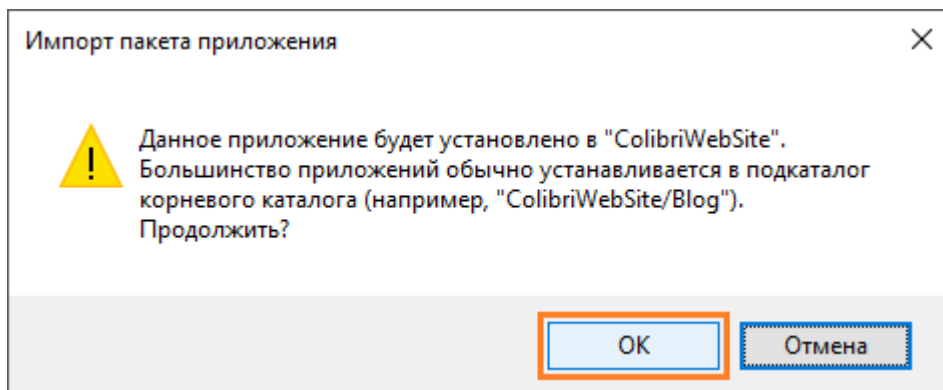 Импорт пакета приложения
Данное приложение будет установлено в "ColibriWebSite".
Большинство приложений обычно устанавливается в подкаталог
корневого каталога (например, "ColibriWebSite/Blog").
Продолжить?
ОК
Отмена